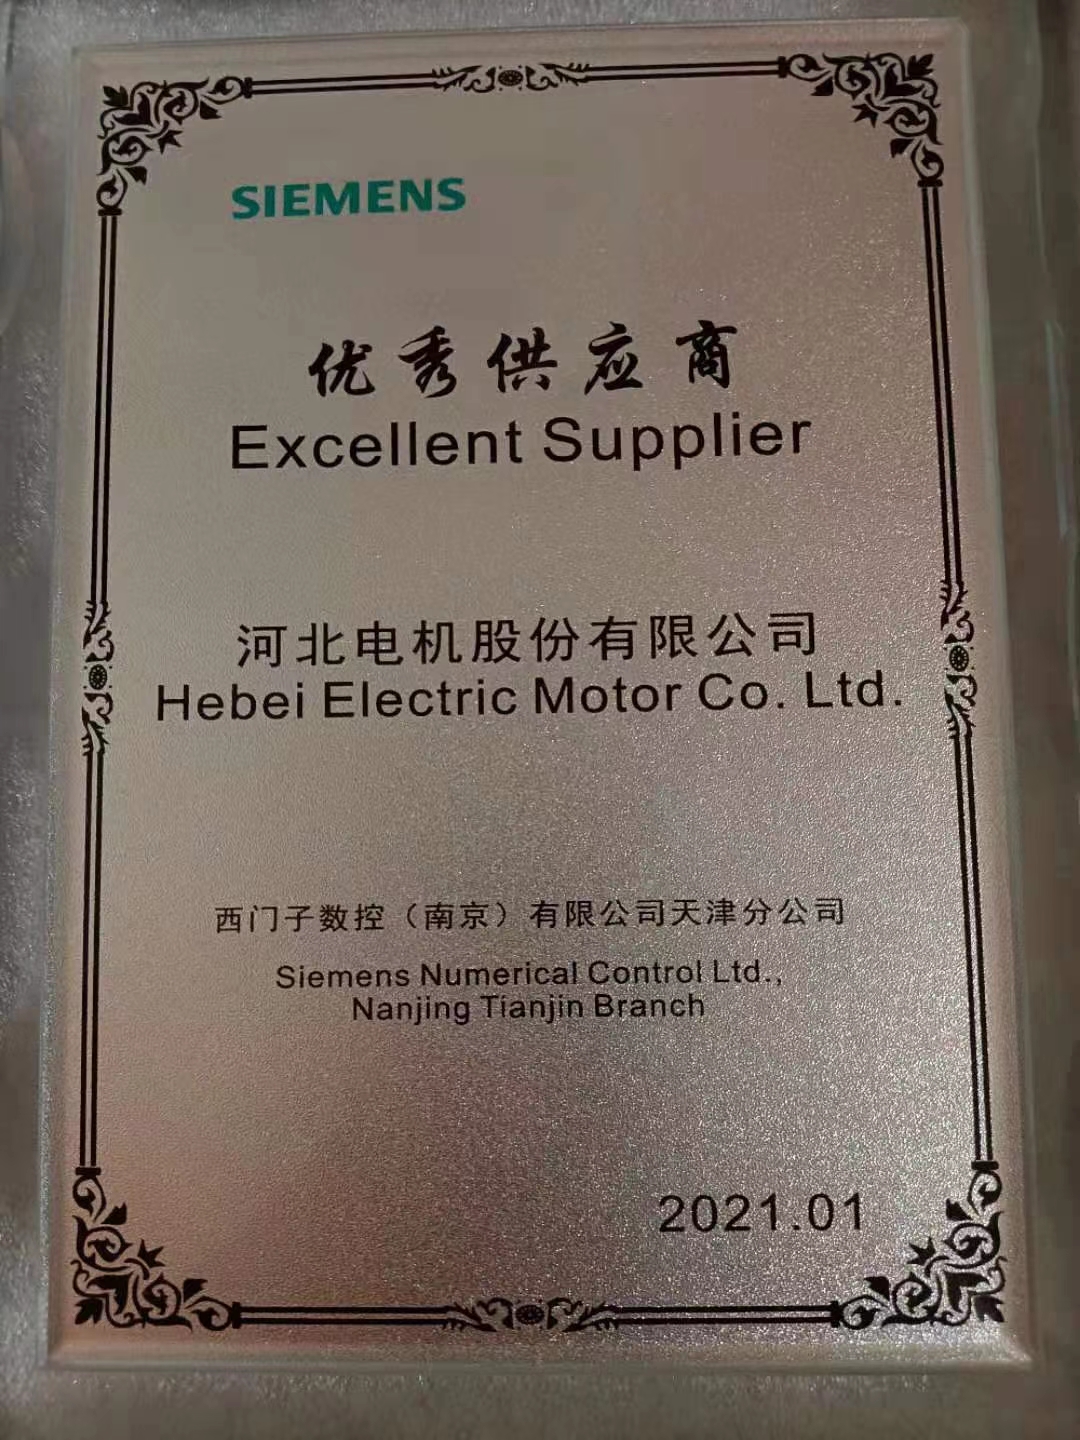 SIEMENS
优秀供应商
Excellent Supplier
河北电机股份有限公司
Hebei Electric Motor Co. Ltd.
西门子数控（南京）有限公司天津分公司
Siemens Numerical Control Ltd.,
Nanjing Tianjin Branch
2021.01